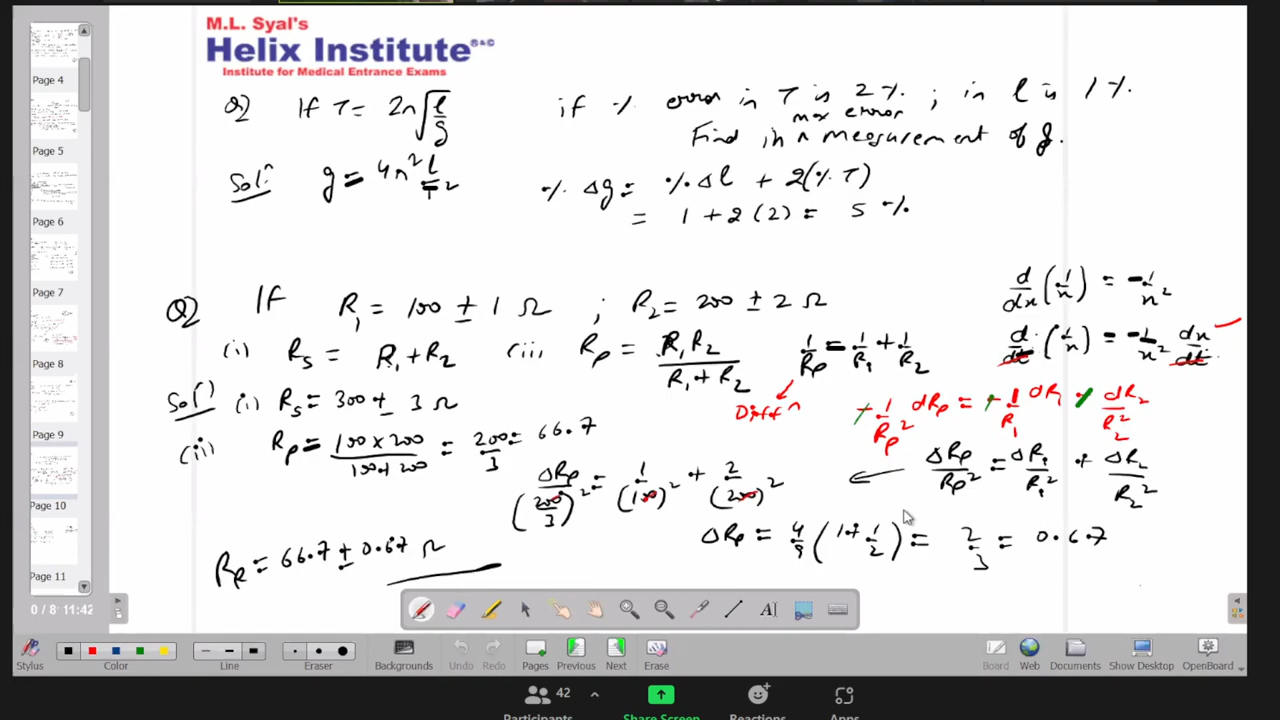 M.L. Syal's
Helix Institute®&©
Institute for Medical Entrance Exams
Q) If T = 2π√(l/g) if % error in T is 2 %. ; in l is 1 %.
max error
Find in measurement of g.
Sol: g = 4π² l/T² % Δg = % Δl + 2(% T)
= 1 + 2(2) = 5 %
Q) If R₁ = 100 ± 1 Ω ; R₂ = 200 ± 2 Ω
(i) Rs = R₁ + R₂ (ii) Rp = R₁R₂/(R₁ + R₂) 1/Rp = 1/R₁ + 1/R₂
d/dx (1/x) = -1/x²
d/dt (1/x) = -1/x² dx/dt
Diff n
+ 1/Rp² dRp = + 1/R₁ dR₁ + dR₂/R₂²
Sol) (i) Rs = 300 ± 3 Ω
(ii) Rp = 100 x 200/(100 + 200) = 200/3 = 66.7
ΔRp/Rp² = ΔR₁/R₁² + ΔR₂/R₂²
ΔRp/(200/3)² = 1/(100)² + 2/(200)²
ΔRp = 4/9 (1 + 1/2) = 2/3 = 0.67
Rp = 66.7 ± 0.67 Ω
Page 4
Page 5
Page 6
Page 7
Page 8
Page 9
Page 10
Page 11
0 / 8 11:42
Stylus
Color
Line
Eraser
Backgrounds
Undo
Redo
Pages
Previous
Next
Erase
Board
Web
Documents
Show Desktop
OpenBoard
42
Participants
Share Screen
Reactions
Apps